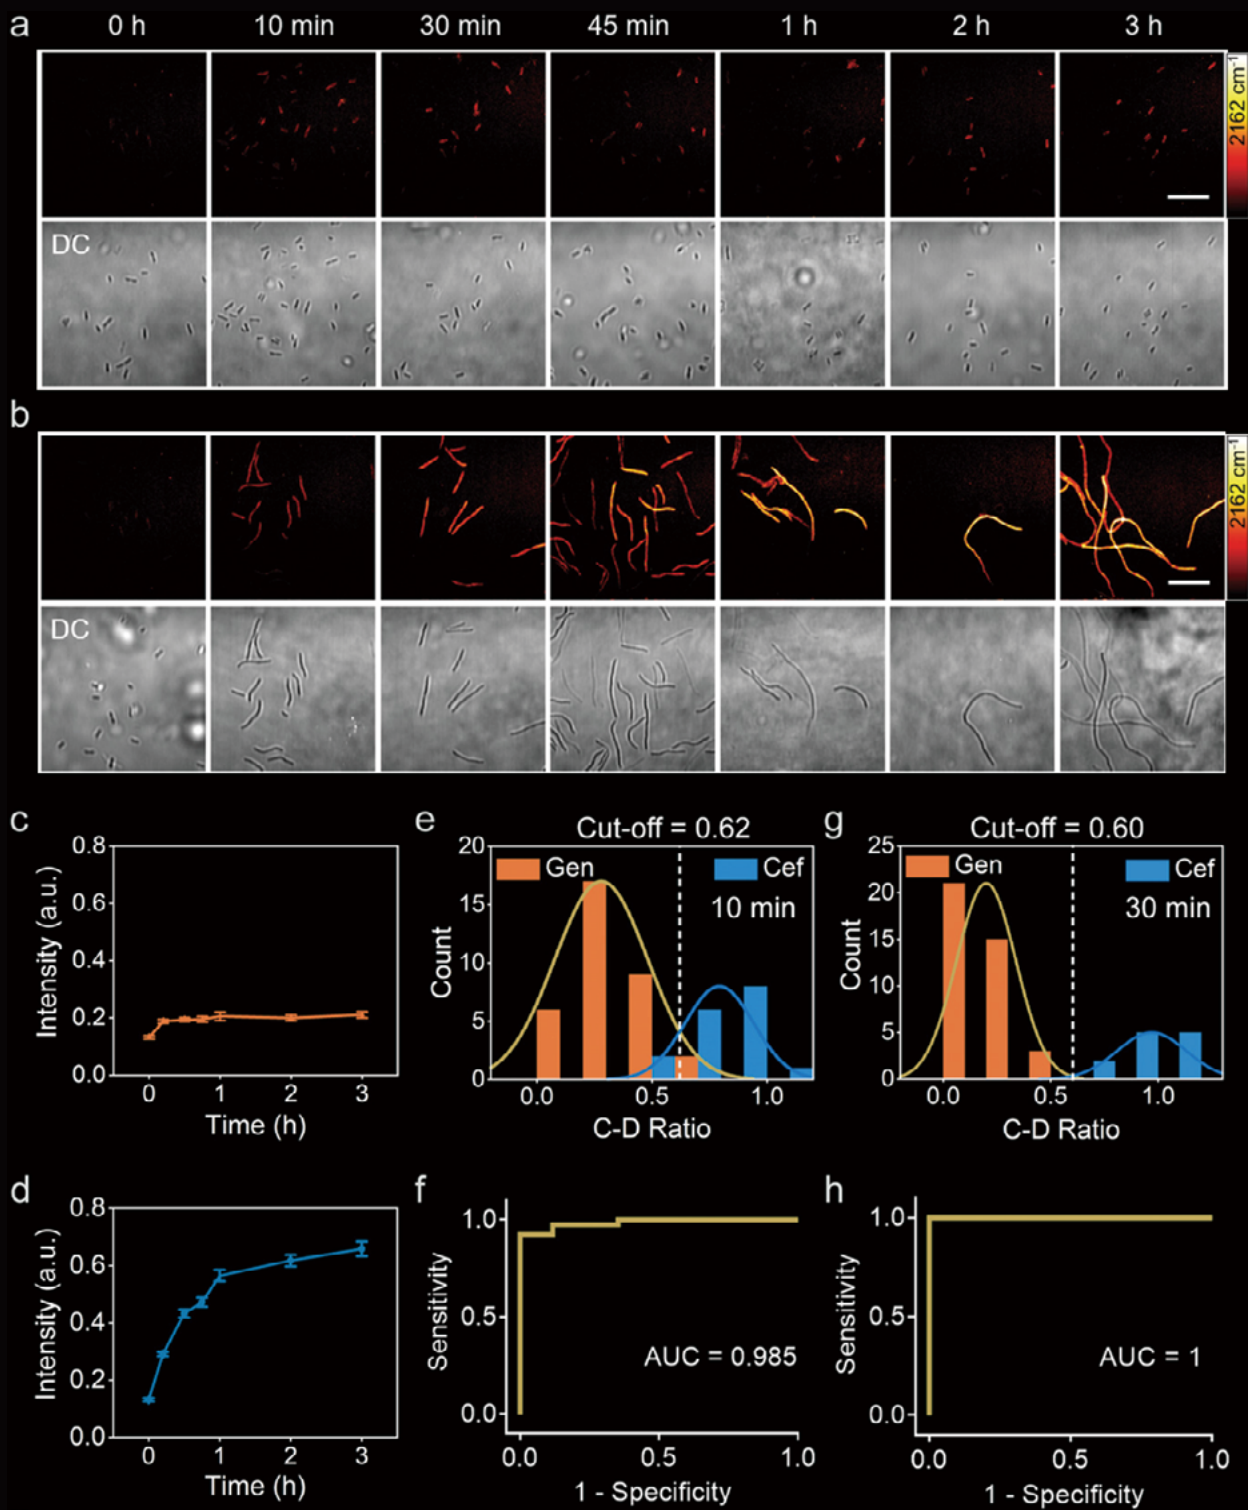 a
0 h 10 min 30 min 45 min 1 h 2 h 3 h
2162 cm⁻¹
DC
b
2162 cm⁻¹
DC
c
0.8
0.6
0.4
0.2
0.0
Intensity (a.u.)
0 1 2 3
Time (h)
e
Cut-off = 0.62
20
15
10
5
0
Count
Gen
Cef
10 min
0.0 0.5 1.0
C-D Ratio
g
Cut-off = 0.60
25
20
15
10
5
0
Count
Gen
Cef
30 min
0.0 0.5 1.0
C-D Ratio
d
0.8
0.6
0.4
0.2
0.0
Intensity (a.u.)
0 1 2 3
Time (h)
f
1.0
0.5
0.0
Sensitivity
AUC = 0.985
0.0 0.5 1.0
1 - Specificity
h
1.0
0.5
0.0
Sensitivity
AUC = 1
0.0 0.5 1.0
1 - Specificity